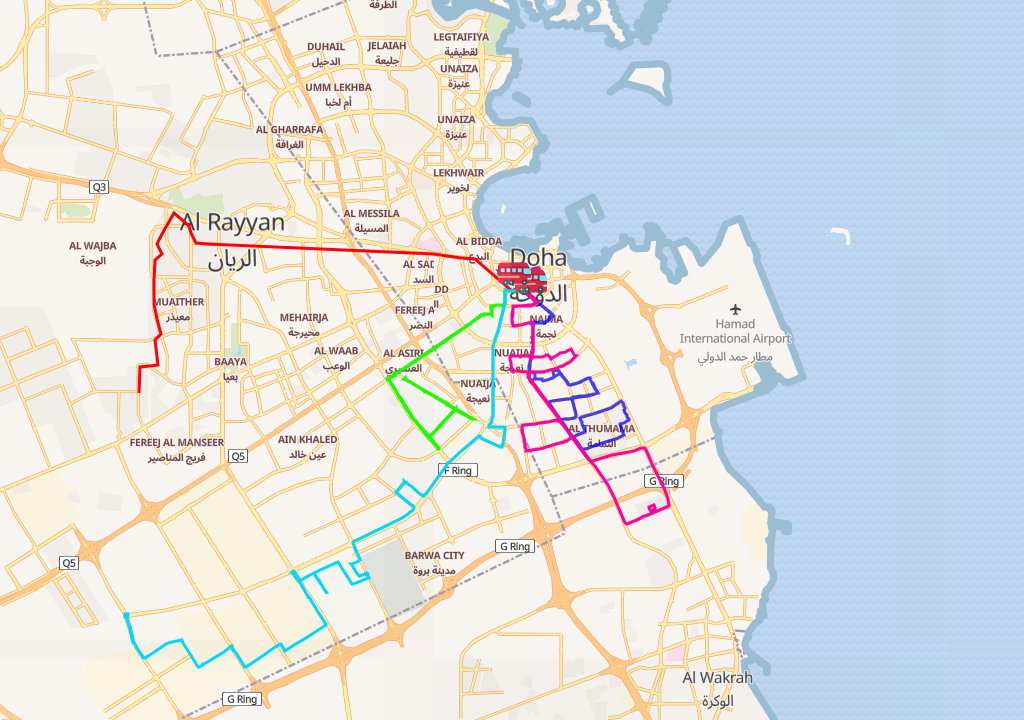 الطرفة
LEGTAIFIYA
لقطيفية
DUHAIL
الدحيل
JELAIAH
جليعة
UNAIZA
عنيزة
UMM LEKHBA
أم لخبا
UNAIZA
عنيزة
AL GHARRAFA
الغرافة
LEKHWAIR
لخوير
Q3
Al Rayyan
الريان
AL MESSILA
المسيلة
AL WAJBA
الوجبة
AL BIDDA
البدع
Doha
الدوحة
AL SAD
السد
DD
ال
MUAITHER
معيذر
MEHAIRJA
محيرجة
FEREEJ A
النصر
NAJMA
نجمة
Hamad
International Airport
مطار حمد الدولي
AL WAAB
الوعب
AL ASIRI
العسيري
NUAIJA
نعيجة
BAAYA
بعيا
NUAIJA
نعيجة
AL THUMAMA
الثمامة
FEREEJ AL MANSEER
فريج المناصير
AIN KHALED
عين خالد
Q5
F Ring
G Ring
G Ring
BARWA CITY
مدينة بروة
Q5
Al Wakrah
الوكرة
G Ring